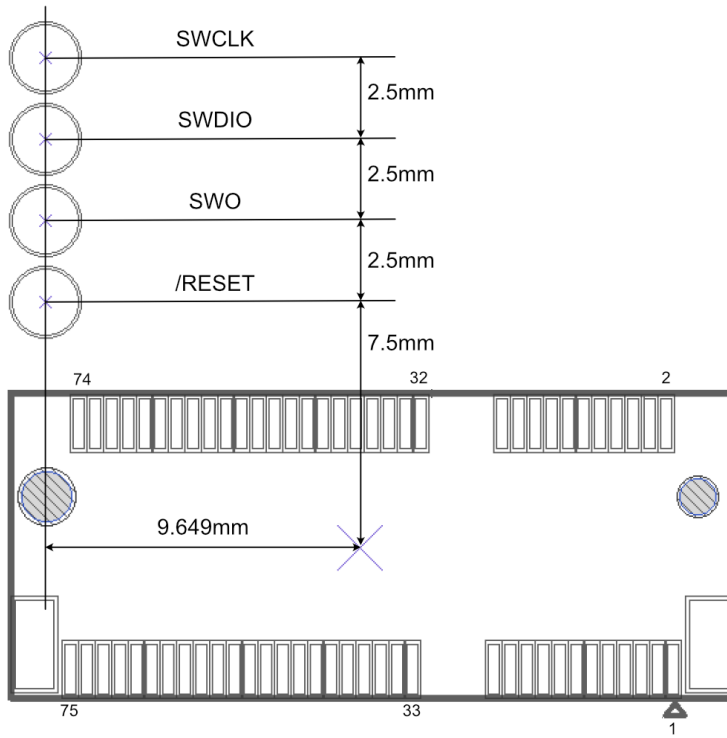 SWCLK
2.5mm
SWDIO
2.5mm
SWO
2.5mm
/RESET
7.5mm
74 32 2
9.649mm
75 33 1